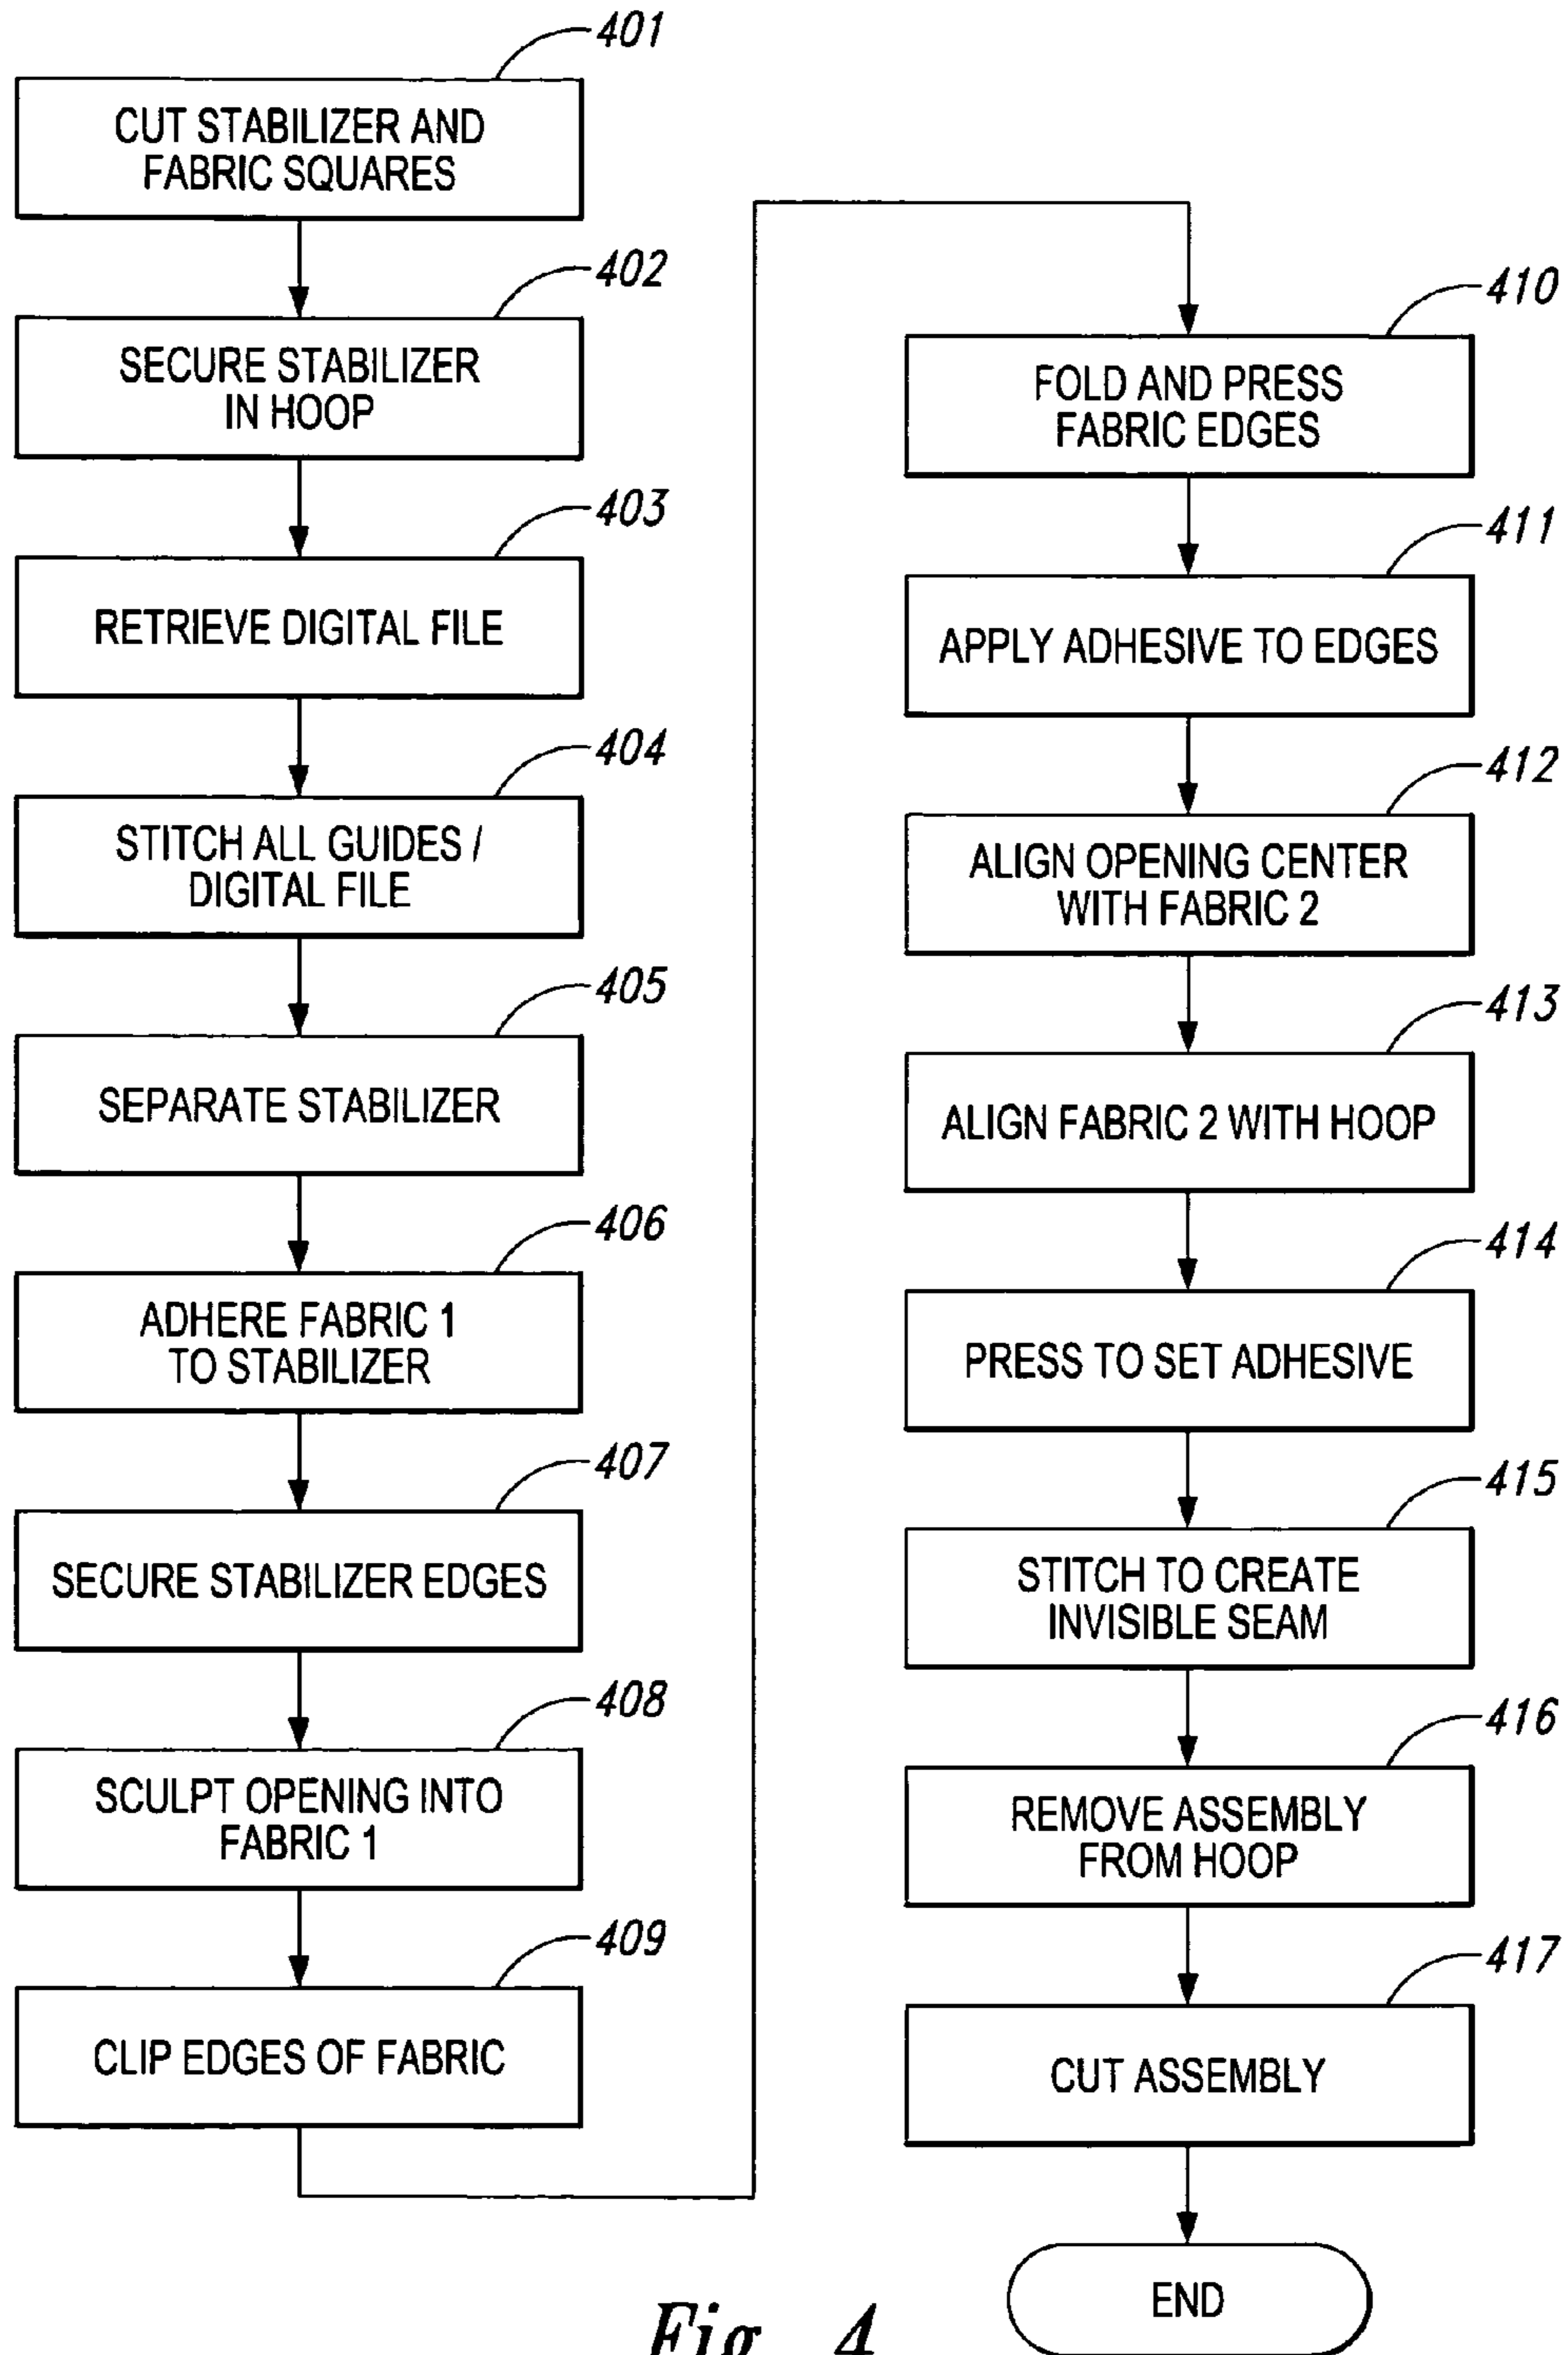 401
CUT STABILIZER AND
FABRIC SQUARES
402
SECURE STABILIZER
IN HOOP
403
RETRIEVE DIGITAL FILE
404
STITCH ALL GUIDES /
DIGITAL FILE
405
SEPARATE STABILIZER
406
ADHERE FABRIC 1
TO STABILIZER
407
SECURE STABILIZER EDGES
408
SCULPT OPENING INTO
FABRIC 1
409
CLIP EDGES OF FABRIC
410
FOLD AND PRESS
FABRIC EDGES
411
APPLY ADHESIVE TO EDGES
412
ALIGN OPENING CENTER
WITH FABRIC 2
413
ALIGN FABRIC 2 WITH HOOP
414
PRESS TO SET ADHESIVE
415
STITCH TO CREATE
INVISIBLE SEAM
416
REMOVE ASSEMBLY
FROM HOOP
417
CUT ASSEMBLY
END
Fig. 4